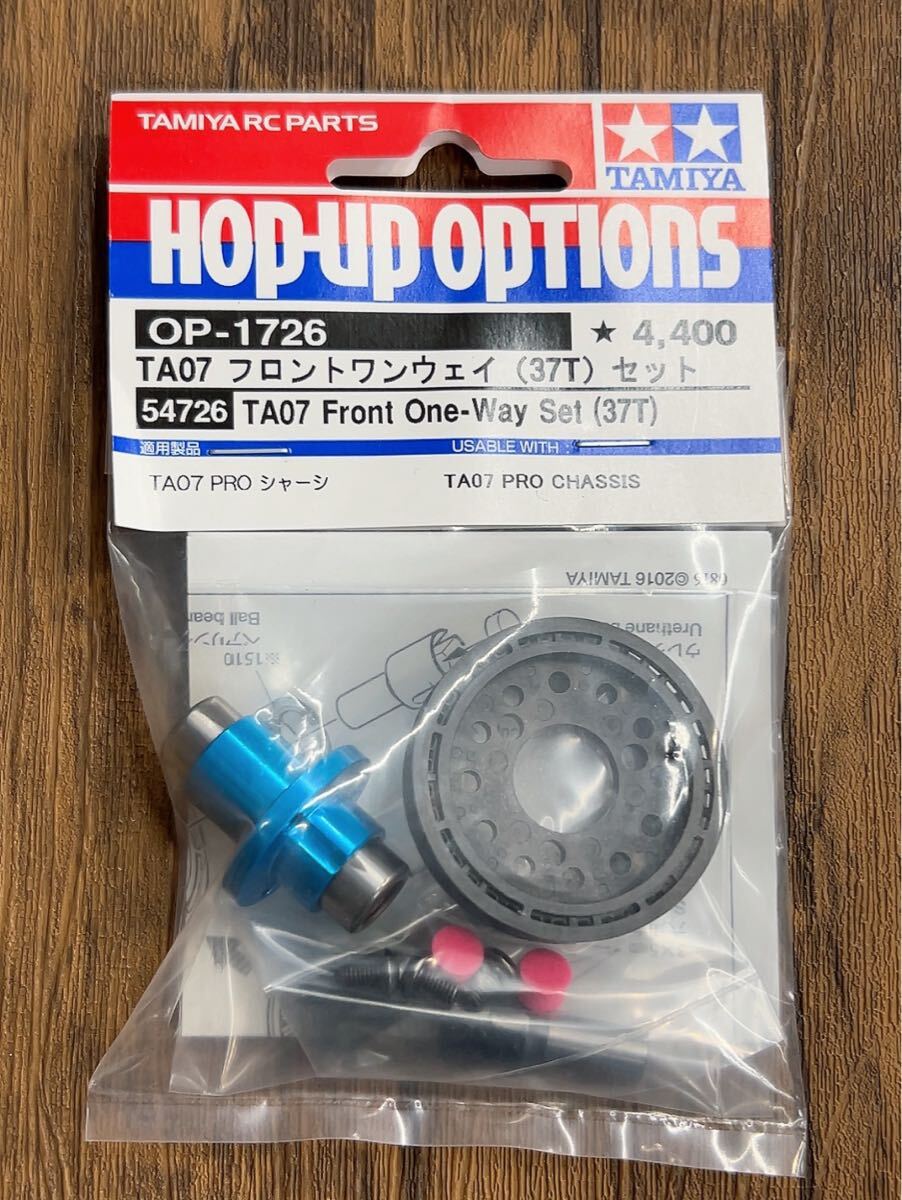 TAMIYA RC PARTS
TAMIYA
HOP-UP OPTIONS
OP-1726 ★ 4,400
TA07 フロントワンウェイ (37T) セット
54726 TA07 Front One-Way Set (37T)
適用製品 USABLE WITH :
TA07 PRO シャーシ TA07 PRO CHASSIS
©2016 TAMIYA
Ball bear
Urethane
※1510